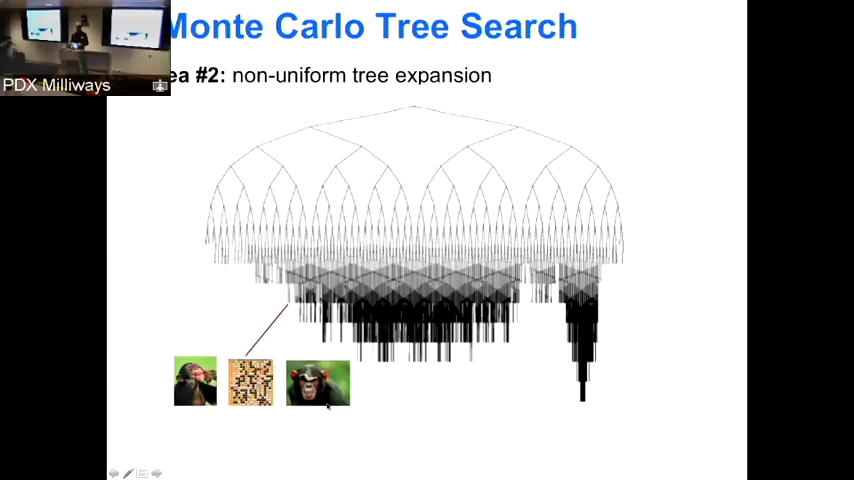 Monte Carlo Tree Search
ea #2: non-uniform tree expansion
PDX Milliways